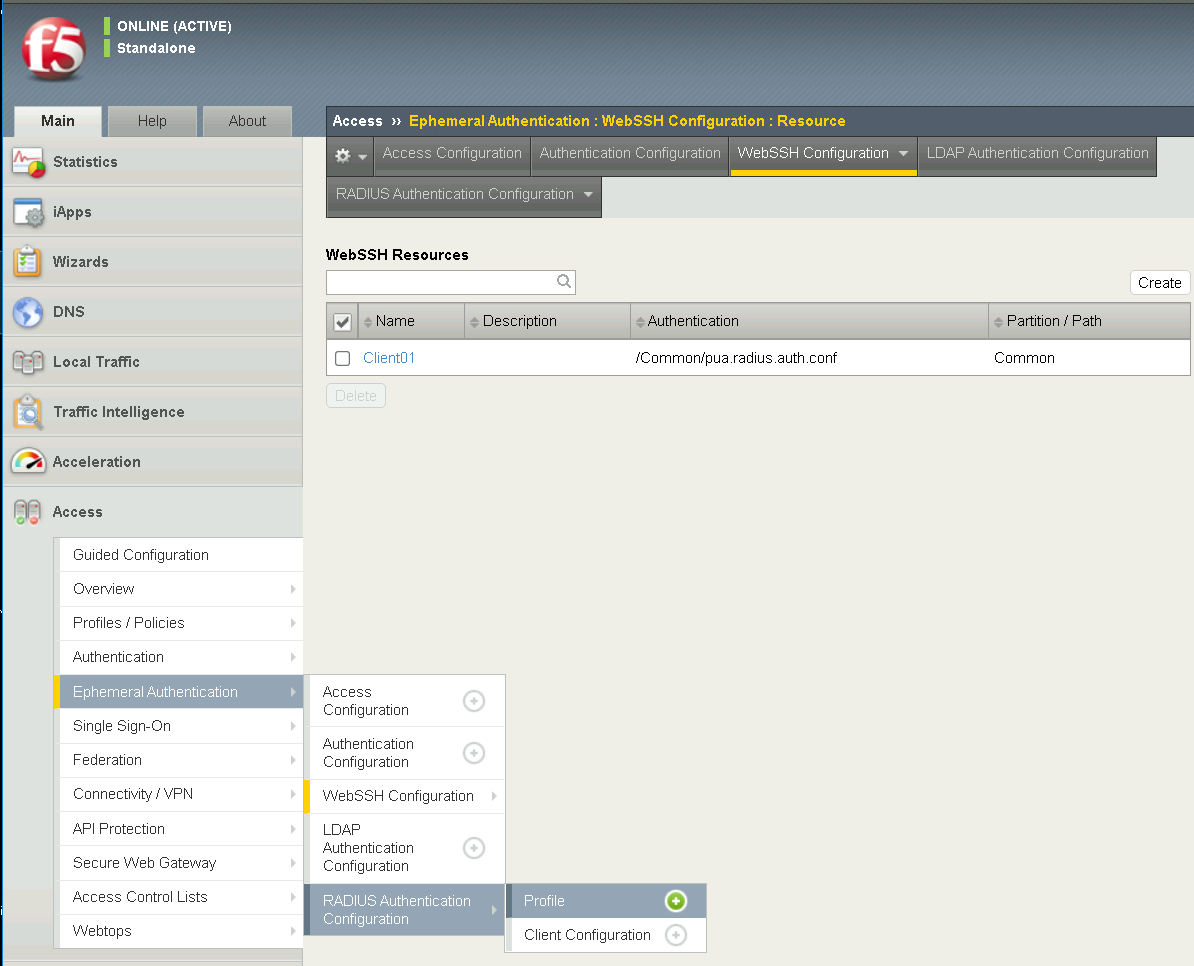 f5
ONLINE (ACTIVE)
Standalone
Main
Help
About
Statistics
iApps
Wizards
DNS
Local Traffic
Traffic Intelligence
Acceleration
Access
Guided Configuration
Overview
Profiles / Policies
Authentication
Ephemeral Authentication
Single Sign-On
Federation
Connectivity / VPN
API Protection
Secure Web Gateway
Access Control Lists
Webtops
Access
Configuration
Authentication
Configuration
WebSSH Configuration
LDAP
Authentication
Configuration
RADIUS Authentication
Configuration
Profile
Client Configuration
Access ›› Ephemeral Authentication : WebSSH Configuration : Resource
Access Configuration
Authentication Configuration
WebSSH Configuration
LDAP Authentication Configuration
RADIUS Authentication Configuration
WebSSH Resources
Create
Name
Description
Authentication
Partition / Path
Client01
/Common/pua.radius.auth.conf
Common
Delete